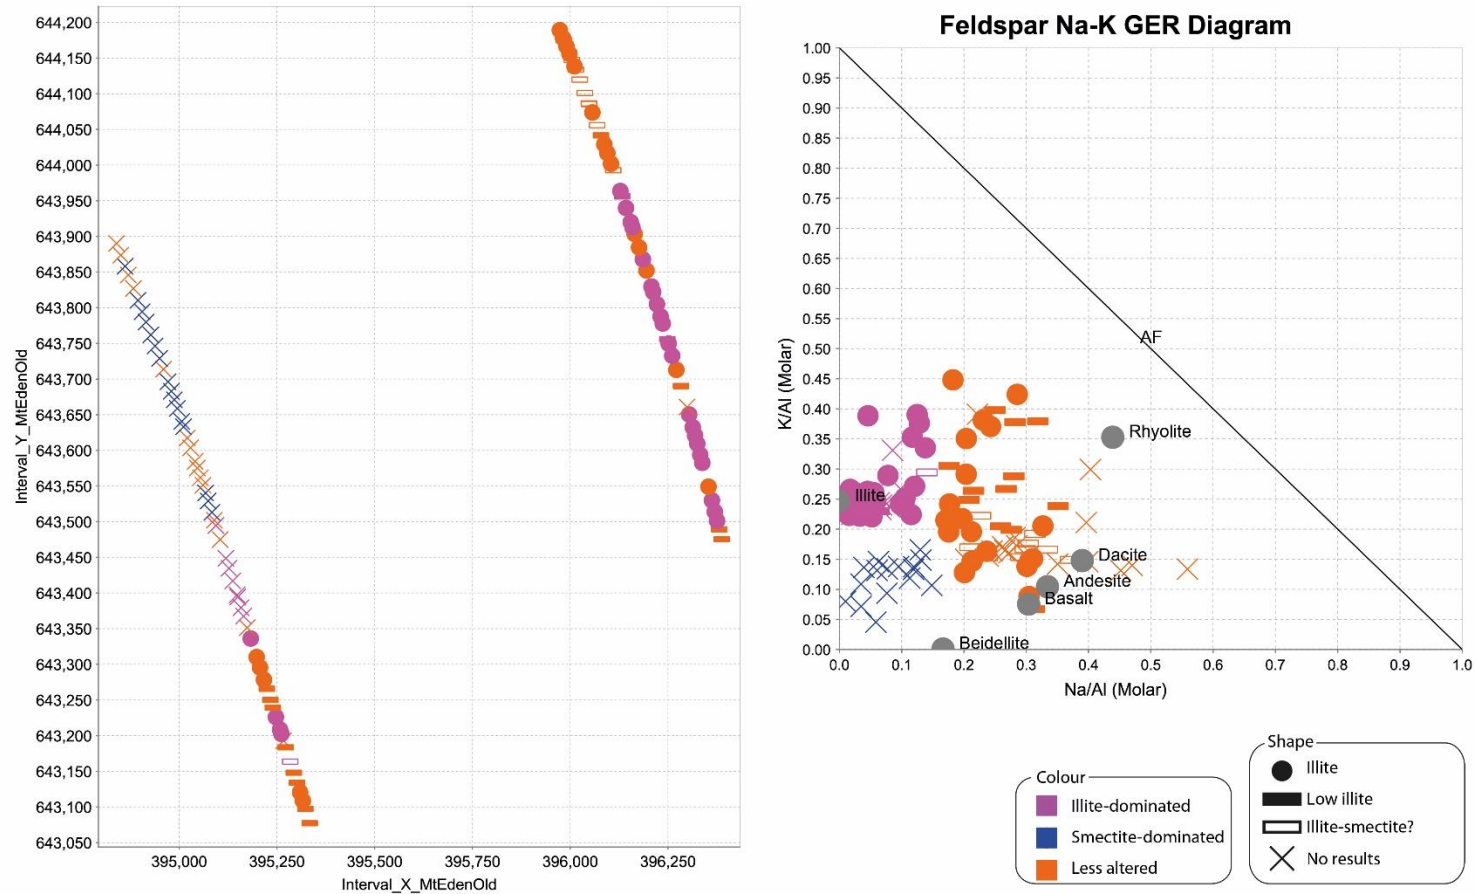 644,200
644,150
644,100
644,050
644,000
643,950
643,900
643,850
643,800
643,750
643,700
643,650
643,600
643,550
643,500
643,450
643,400
643,350
643,300
643,250
643,200
643,150
643,100
643,050
Interval_Y_MtEdenOld
395,000 395,250 395,500 395,750 396,000 396,250
Interval_X_MtEdenOld
Feldspar Na-K GER Diagram
1.00
0.95
0.90
0.85
0.80
0.75
0.70
0.65
0.60
0.55
0.50
0.45
0.40
0.35
0.30
0.25
0.20
0.15
0.10
0.05
0.00
K/Al (Molar)
AF
Rhyolite
Illite
Dacite
Andesite
Basalt
Beidellite
0.0 0.1 0.2 0.3 0.4 0.5 0.6 0.7 0.8 0.9 1.0
Na/Al (Molar)
Colour
Illite-dominated
Smectite-dominated
Less altered
Shape
Illite
Low illite
Illite-smectite?
No results